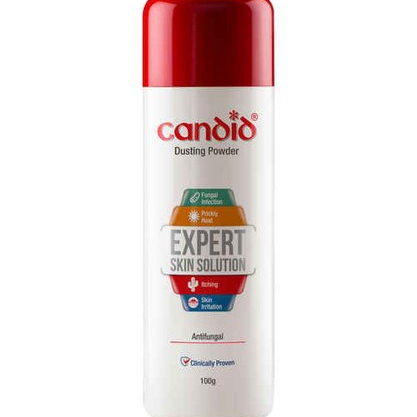 candid®
Dusting Powder
Fungal
Infection
Prickly
Heat
EXPERT
SKIN SOLUTION
Itching
Skin
Irritation
Antifungal
Clinically Proven
100g